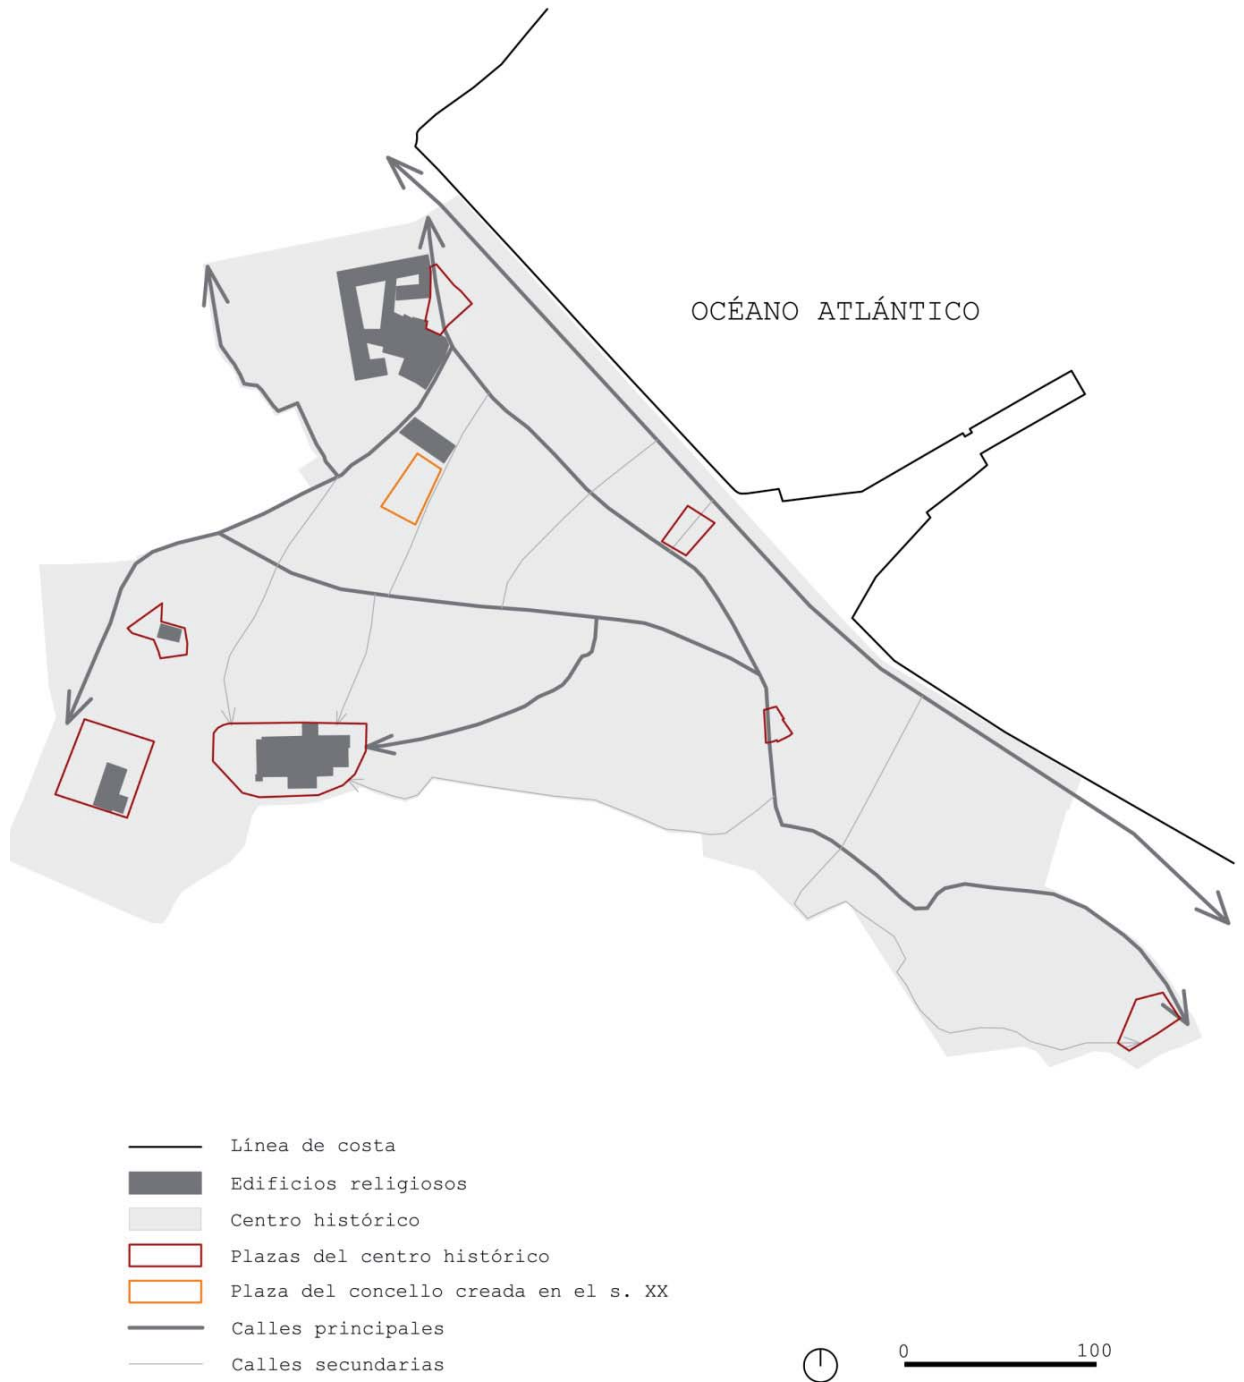 OCÉANO ATLÁNTICO
Línea de costa
Edificios religiosos
Centro histórico
Plazas del centro histórico
Plaza del concello creada en el s. XX
Calles principales
Calles secundarias
0 100